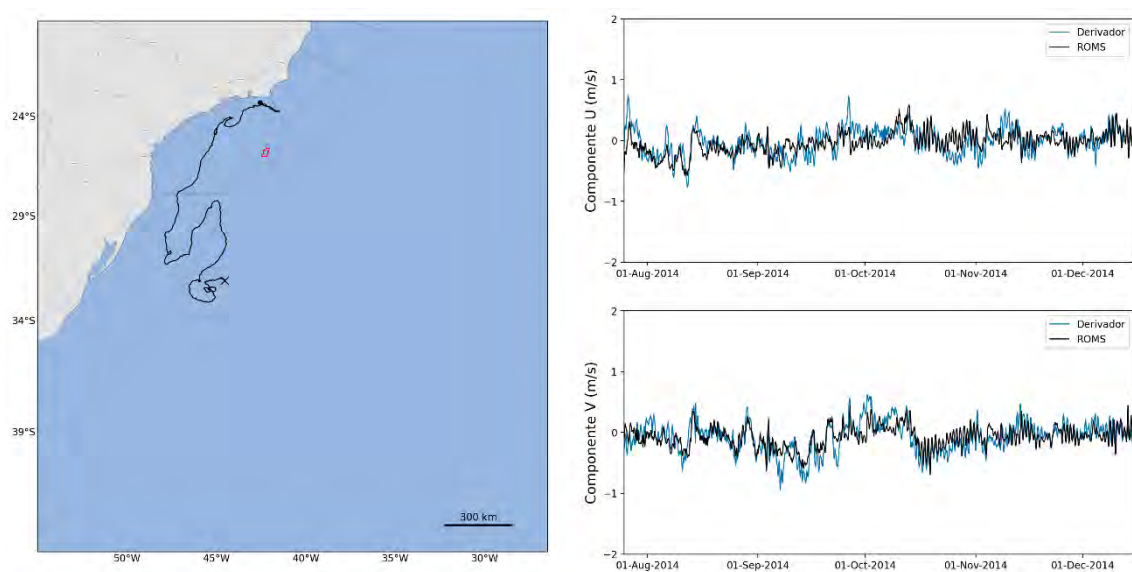 24°S
29°S
34°S
39°S
50°W
45°W
40°W
35°W
30°W
300 km
2
1
0
−1
−2
Componente U (m/s)
Derivador
ROMS
01-Aug-2014
01-Sep-2014
01-Oct-2014
01-Nov-2014
01-Dec-2014
2
1
0
−1
−2
Componente V (m/s)
Derivador
ROMS
01-Aug-2014
01-Sep-2014
01-Oct-2014
01-Nov-2014
01-Dec-2014